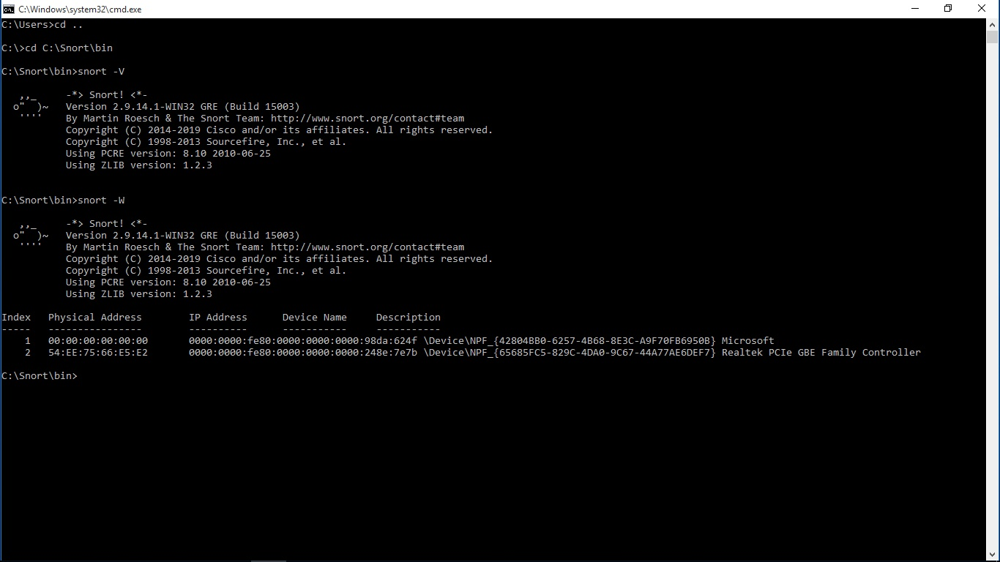 C:\Windows\system32\cmd.exe
C:\Users>cd ..
C:\>cd C:\Snort\bin
C:\Snort\bin>snort -V
   ,,_     -*> Snort! <*-
  o"  )~   Version 2.9.14.1-WIN32 GRE (Build 15003)
   ''''    By Martin Roesch & The Snort Team: http://www.snort.org/contact#team
           Copyright (C) 2014-2019 Cisco and/or its affiliates. All rights reserved.
           Copyright (C) 1998-2013 Sourcefire, Inc., et al.
           Using PCRE version: 8.10 2010-06-25
           Using ZLIB version: 1.2.3
C:\Snort\bin>snort -W
   ,,_     -*> Snort! <*-
  o"  )~   Version 2.9.14.1-WIN32 GRE (Build 15003)
   ''''    By Martin Roesch & The Snort Team: http://www.snort.org/contact#team
           Copyright (C) 2014-2019 Cisco and/or its affiliates. All rights reserved.
           Copyright (C) 1998-2013 Sourcefire, Inc., et al.
           Using PCRE version: 8.10 2010-06-25
           Using ZLIB version: 1.2.3
Index   Physical Address        IP Address      Device Name     Description
-----   ----------------        ----------      -----------     -----------
    1   00:00:00:00:00:00       0000:0000:fe80:0000:0000:0000:98da:624f \Device\NPF_{42804BB0-6257-4B68-8E3C-A9F70FB6950B} Microsoft
    2   54:EE:75:66:E5:E2       0000:0000:fe80:0000:0000:0000:248e:7e7b \Device\NPF_{65685FC5-829C-4DA0-9C67-44A77AE6DEF7} Realtek PCIe GBE Family Controller
C:\Snort\bin>